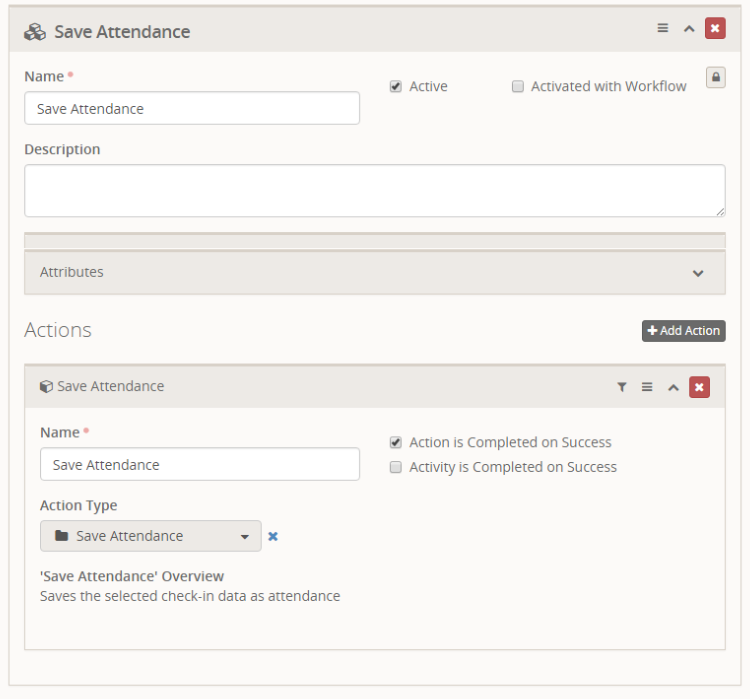 Save Attendance
Name *
Active
Activated with Workflow
Save Attendance
Description
Attributes
Actions
Add Action
Save Attendance
Name *
Action is Completed on Success
Save Attendance
Activity is Completed on Success
Action Type
Save Attendance
'Save Attendance' Overview
Saves the selected check-in data as attendance